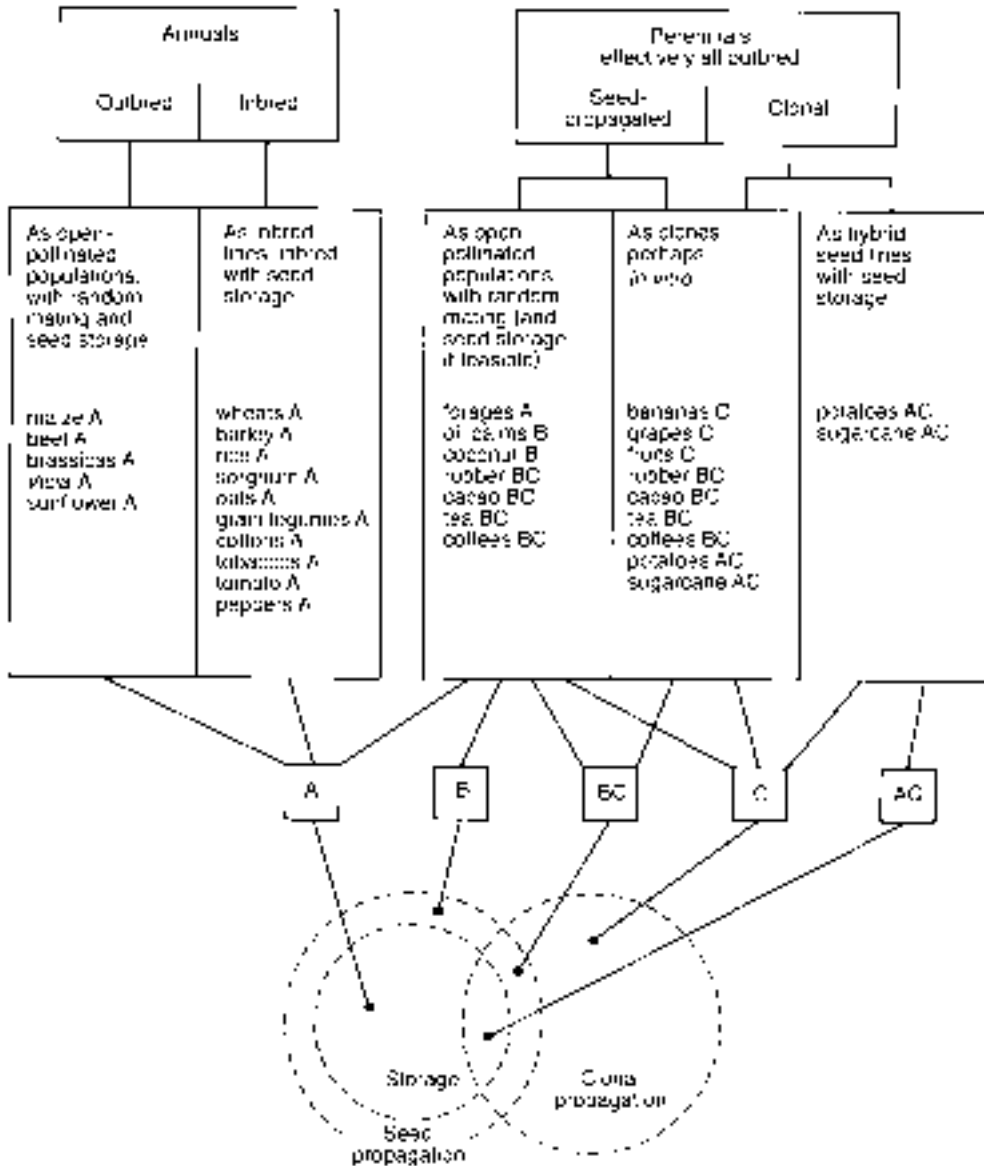 Annuals
Outbred
Inbred
Perennials
effectively all outbred
Seed-
propagated
Clonal
As open-
pollinated
populations,
with random
mating and
seed storage
maize A
beet A
brassicas A
Vicia A
sunflower A
As inbred
lines, inbred
with seed
storage
wheats A
barley A
rice A
sorghum A
oats A
grain legumes A
cottons A
tobaccos A
tomato A
peppers A
As open
pollinated
populations
with random
mating (and
seed storage
if feasible)
forages A
oil palms B
coconut B
rubber BC
cacao BC
tea BC
coffees BC
As clones
perhaps
in vitro
bananas C
grapes C
fruits C
rubber BC
cacao BC
tea BC
coffees BC
potatoes AC
sugarcane AC
As hybrid
seed lines
with seed
storage
potatoes AC
sugarcane AC
A
B
BC
C
AC
Storage
Seed
propagation
Clonal
propagation